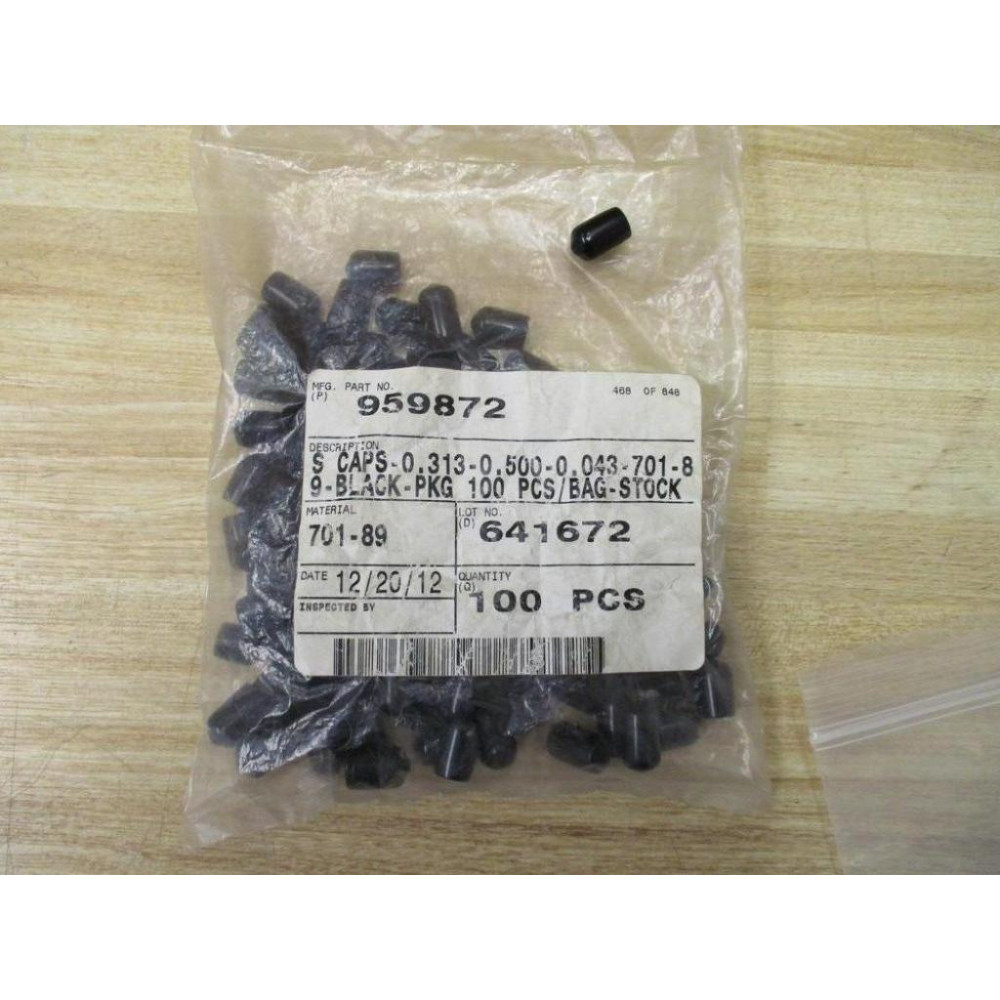 MFG. PART NO.
468 OF 848
(P) 959872
DESCRIPTION
S CAPS-0.313-0.500-0.043-701-8
9-BLACK-PKG 100 PCS/BAG-STOCK
MATERIAL
701-89
LOT NO.
(D) 641672
DATE 12/20/12
QUANTITY
(Q) 100 PCS
INSPECTED BY